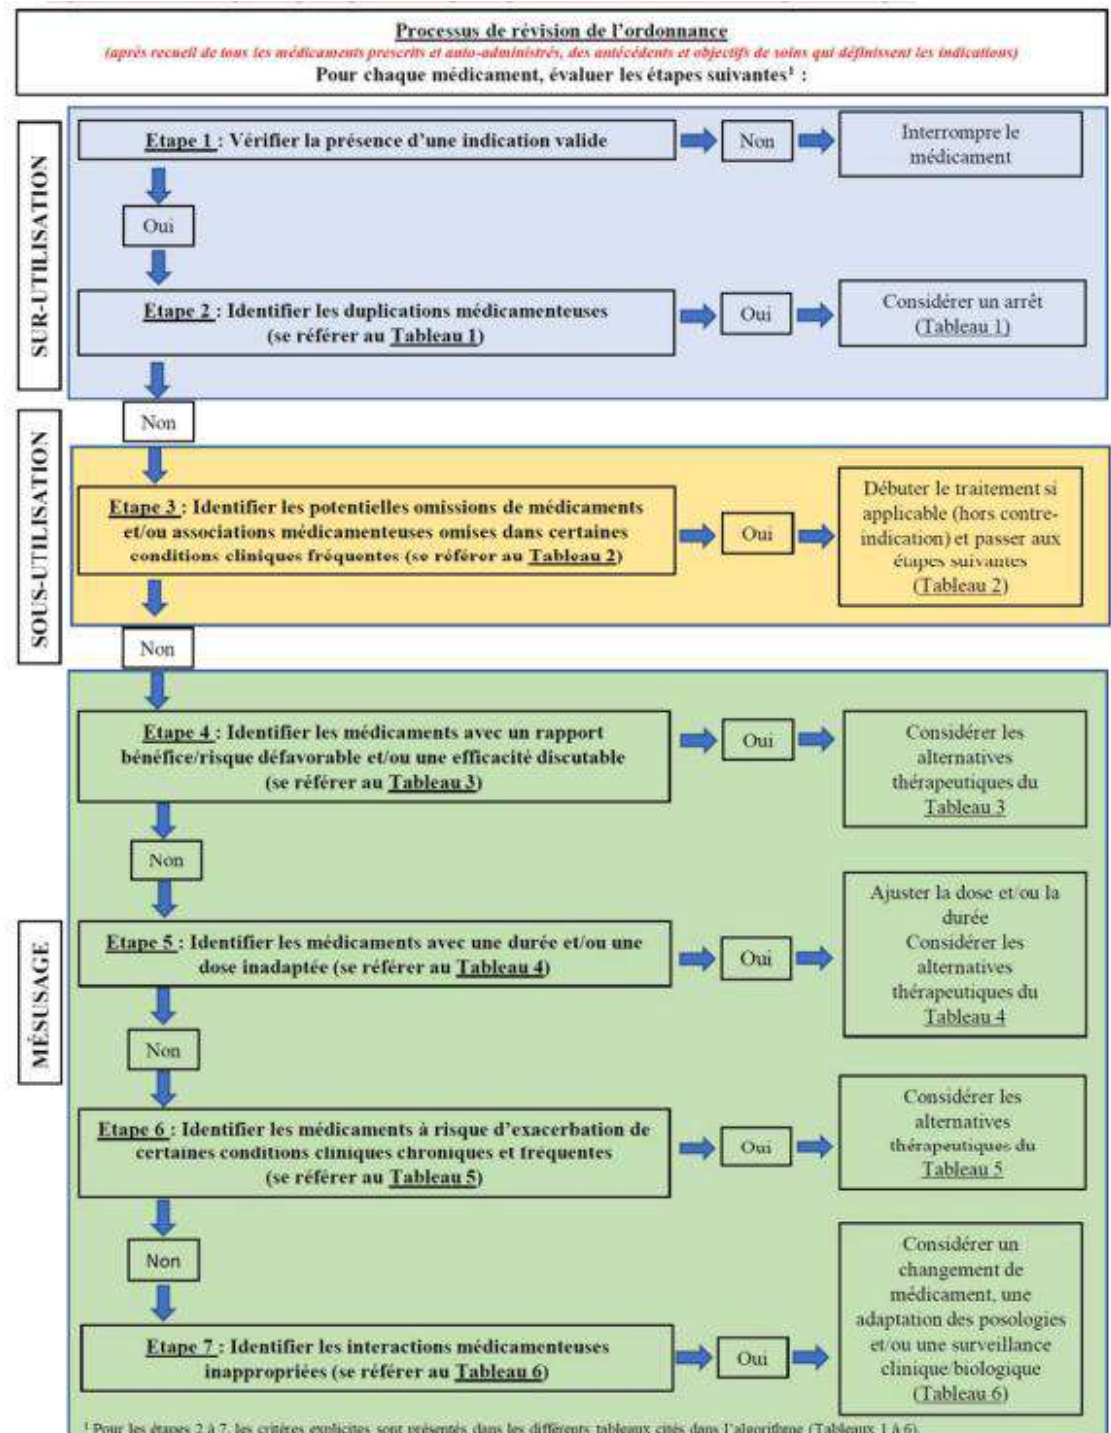 Processus de révision de l'ordonnance
(après recueil de tous les médicaments prescrits et auto-administrés, des antécédents et objectifs de soins qui définissent les indications)
Pour chaque médicament, évaluer les étapes suivantes¹ :
SUR-UTILISATION
Etape 1 : Vérifier la présence d'une indication valide
Non
Interrompre le
médicament
Oui
Etape 2 : Identifier les duplications médicamenteuses
(se référer au Tableau 1)
Oui
Considérer un arrêt
(Tableau 1)
Non
SOUS-UTILISATION
Etape 3 : Identifier les potentielles omissions de médicaments
et/ou associations médicamenteuses omises dans certaines
conditions cliniques fréquentes (se référer au Tableau 2)
Oui
Débuter le traitement si
applicable (hors contre-
indication) et passer aux
étapes suivantes
(Tableau 2)
Non
MÉSUSAGE
Etape 4 : Identifier les médicaments avec un rapport
bénéfice/risque défavorable et/ou une efficacité discutable
(se référer au Tableau 3)
Oui
Considérer les
alternatives
thérapeutiques du
Tableau 3
Non
Etape 5 : Identifier les médicaments avec une durée et/ou une
dose inadaptée (se référer au Tableau 4)
Oui
Ajuster la dose et/ou la
durée
Considérer les
alternatives
thérapeutiques du
Tableau 4
Non
Etape 6 : Identifier les médicaments à risque d'exacerbation de
certaines conditions cliniques chroniques et fréquentes
(se référer au Tableau 5)
Oui
Considérer les
alternatives
thérapeutiques du
Tableau 5
Non
Etape 7 : Identifier les interactions médicamenteuses
inappropriées (se référer au Tableau 6)
Oui
Considérer un
changement de
médicament, une
adaptation des posologies
et/ou une surveillance
clinique/biologique
(Tableau 6)
¹ Pour les étapes 2 à 7, les critères explicites sont présentés dans les différents tableaux cités dans l'algorithme (Tableaux 1 à 6).